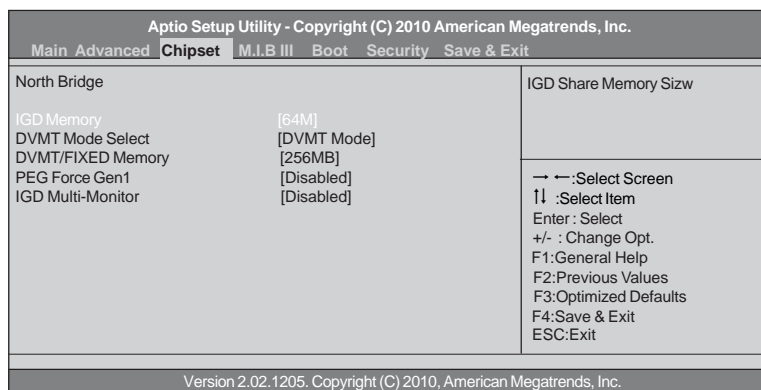 Aptio Setup Utility - Copyright (C) 2010 American Megatrends, Inc.
Main Advanced Chipset M.I.B III Boot Security Save & Exit
North Bridge
IGD Memory [64M]
DVMT Mode Select [DVMT Mode]
DVMT/FIXED Memory [256MB]
PEG Force Gen1 [Disabled]
IGD Multi-Monitor [Disabled]
IGD Share Memory Sizw
→ ←:Select Screen
↑↓ :Select Item
Enter : Select
+/- : Change Opt.
F1:General Help
F2:Previous Values
F3:Optimized Defaults
F4:Save & Exit
ESC:Exit
Version 2.02.1205. Copyright (C) 2010, American Megatrends, Inc.